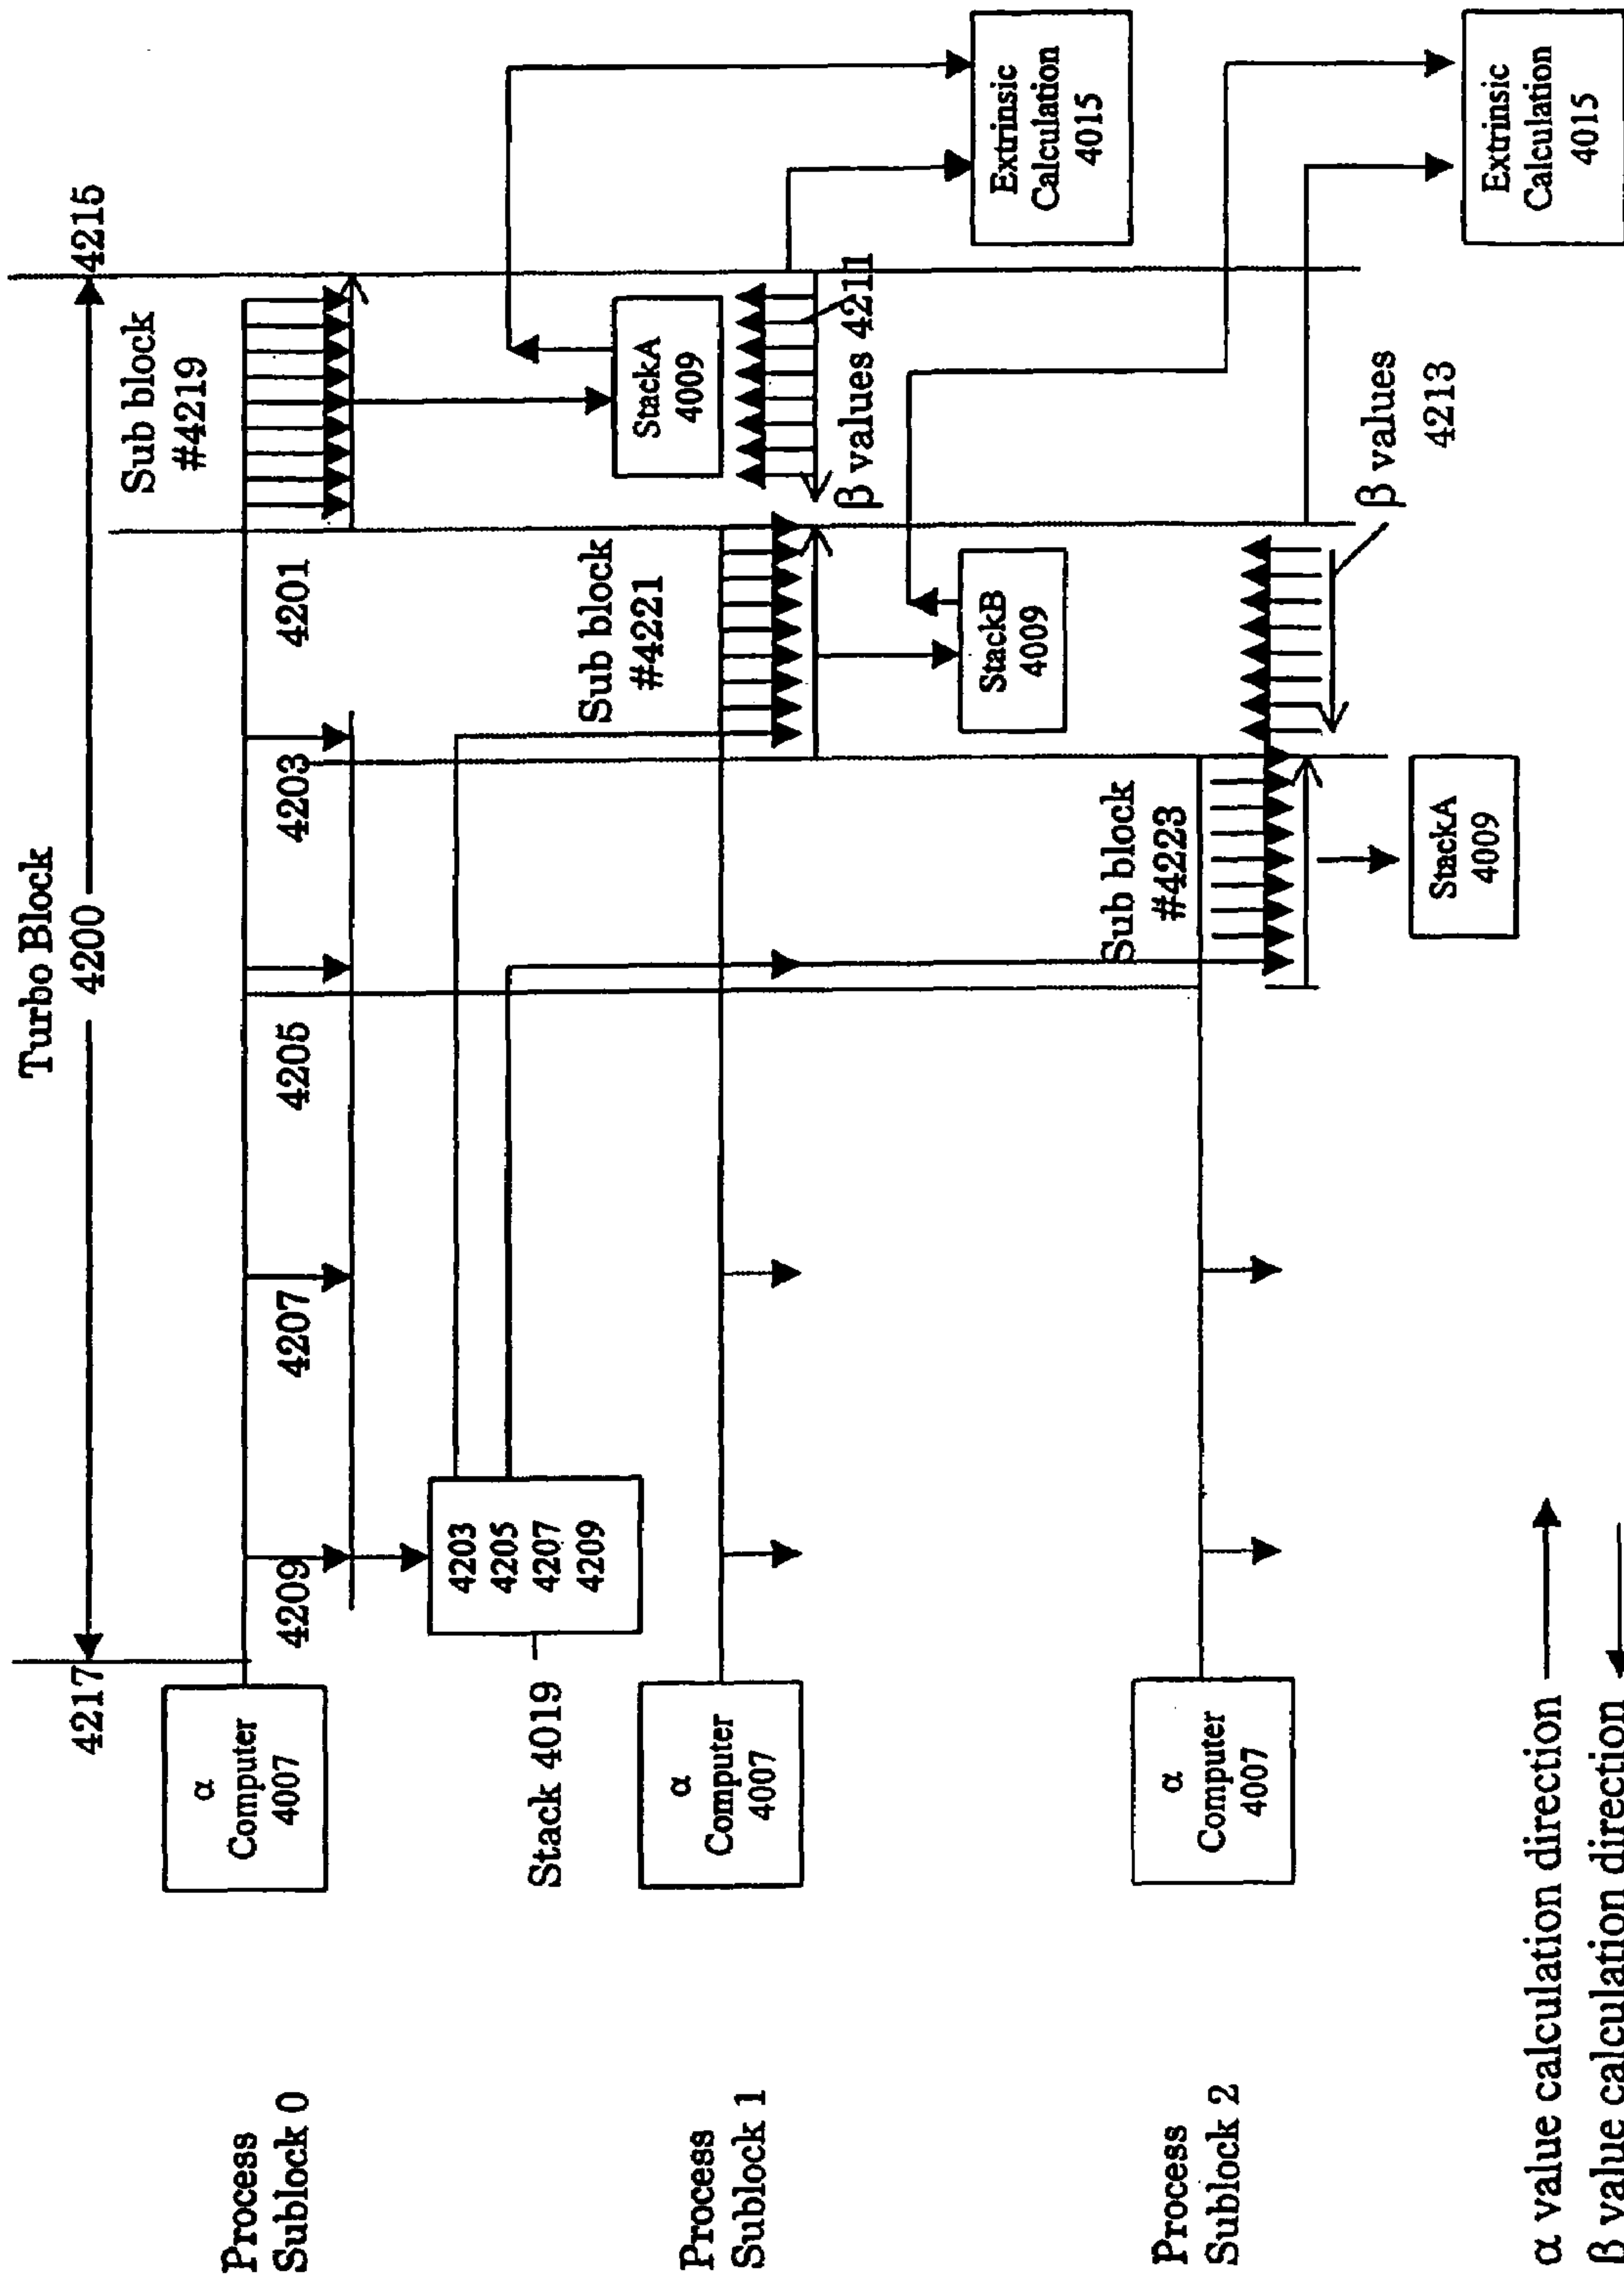 Turbo Block
4200
4217
4215
Process
Sublock 0
α
Computer
4007
4209
4207
4205
4203
4201
Sub block
#4219
Stack 4019
4203
4205
4207
4209
StackA
4009
β values 4211
Extrinsic
Calculation
4015
Process
Sublock 1
α
Computer
4007
Sub block
#4221
StackB
4009
Process
Sublock 2
α
Computer
4007
Sub block
#4223
StackA
4009
β values
4213
Extrinsic
Calculation
4015
α value calculation direction
β value calculation direction